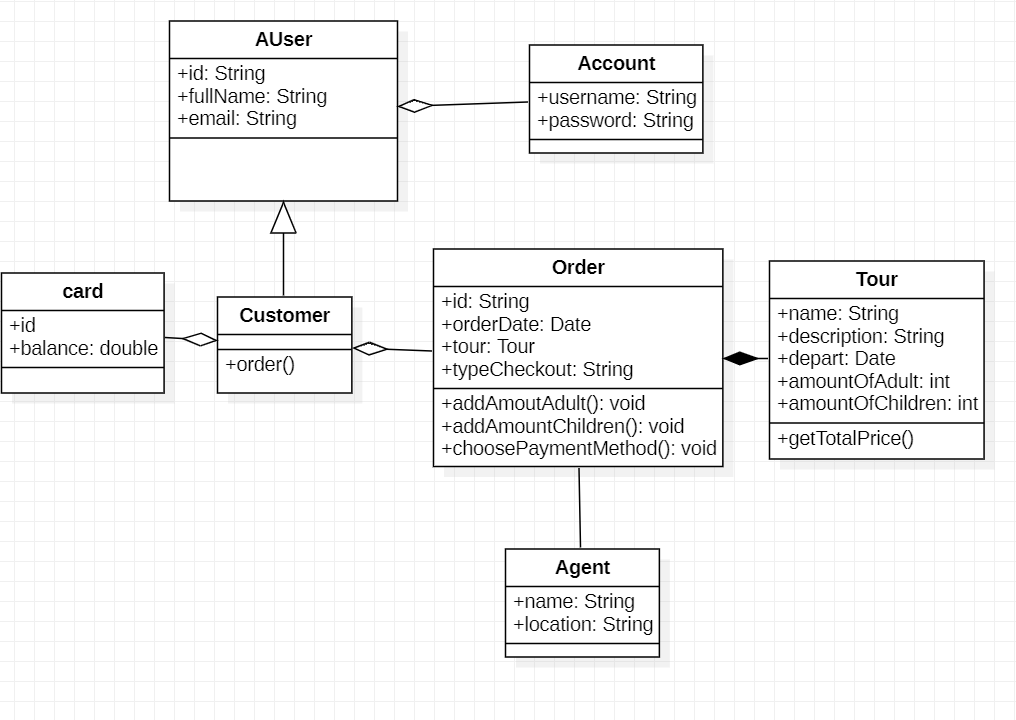 AUser
+id: String
+fullName: String
+email: String
Account
+username: String
+password: String
card
+id
+balance: double
Customer
+order()
Order
+id: String
+orderDate: Date
+tour: Tour
+typeCheckout: String
+addAmoutAdult(): void
+addAmountChildren(): void
+choosePaymentMethod(): void
Tour
+name: String
+description: String
+depart: Date
+amountOfAdult: int
+amountOfChildren: int
+getTotalPrice()
Agent
+name: String
+location: String